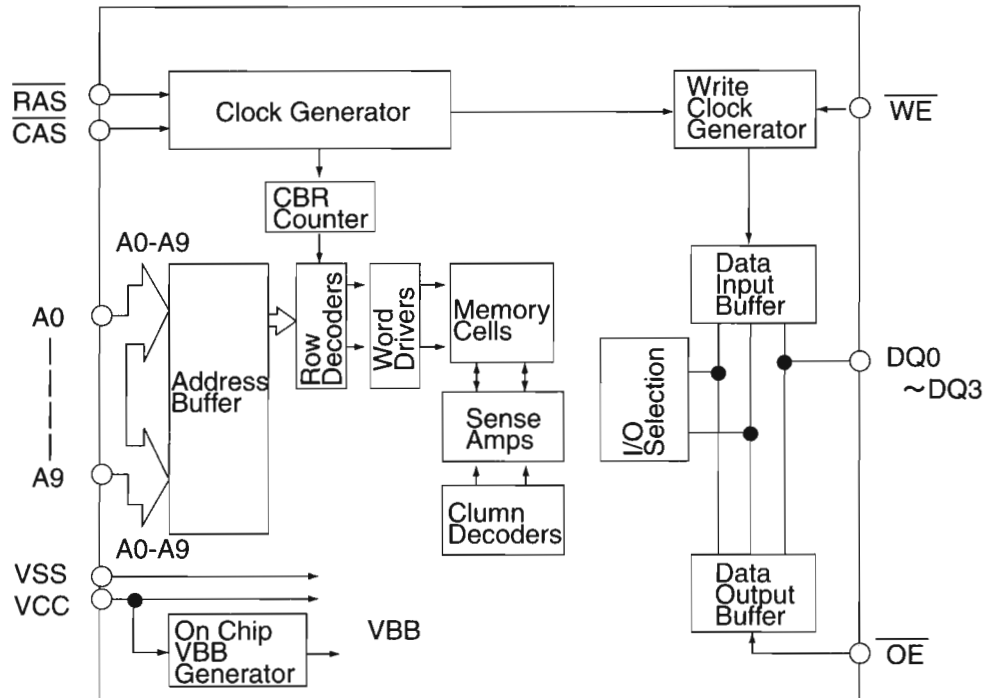 RAS
CAS
Clock Generator
Write
Clock
Generator
WE
CBR
Counter
A0-A9
A0
A9
Address
Buffer
Row
Decoders
Word Drivers
Memory
Cells
Sense
Amps
Clumn
Decoders
Data
Input
Buffer
I/O
Selection
DQ0
~DQ3
A0-A9
VSS
VCC
On Chip
VBB
Generator
VBB
Data
Output
Buffer
OE